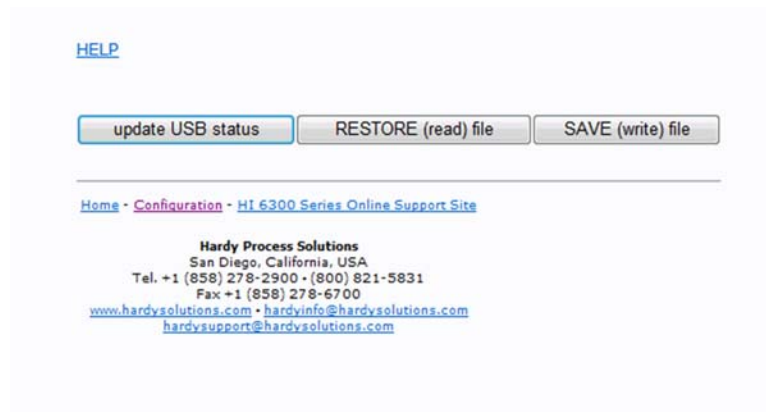 HELP
update USB status RESTORE (read) file SAVE (write) file
Home - Configuration - HI 6300 Series Online Support Site
Hardy Process Solutions
San Diego, California, USA
Tel. +1 (858) 278-2900 • (800) 821-5831
Fax +1 (858) 278-6700
www.hardysolutions.com • hardyinfo@hardysolutions.com
hardysupport@hardysolutions.com